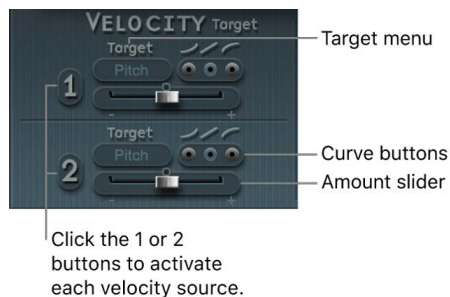 VELOCITY Target
Target
Target menu
Pitch
1
- +
Target
Pitch
Curve buttons
2
Amount slider
- +
Click the 1 or 2
buttons to activate
each velocity source.